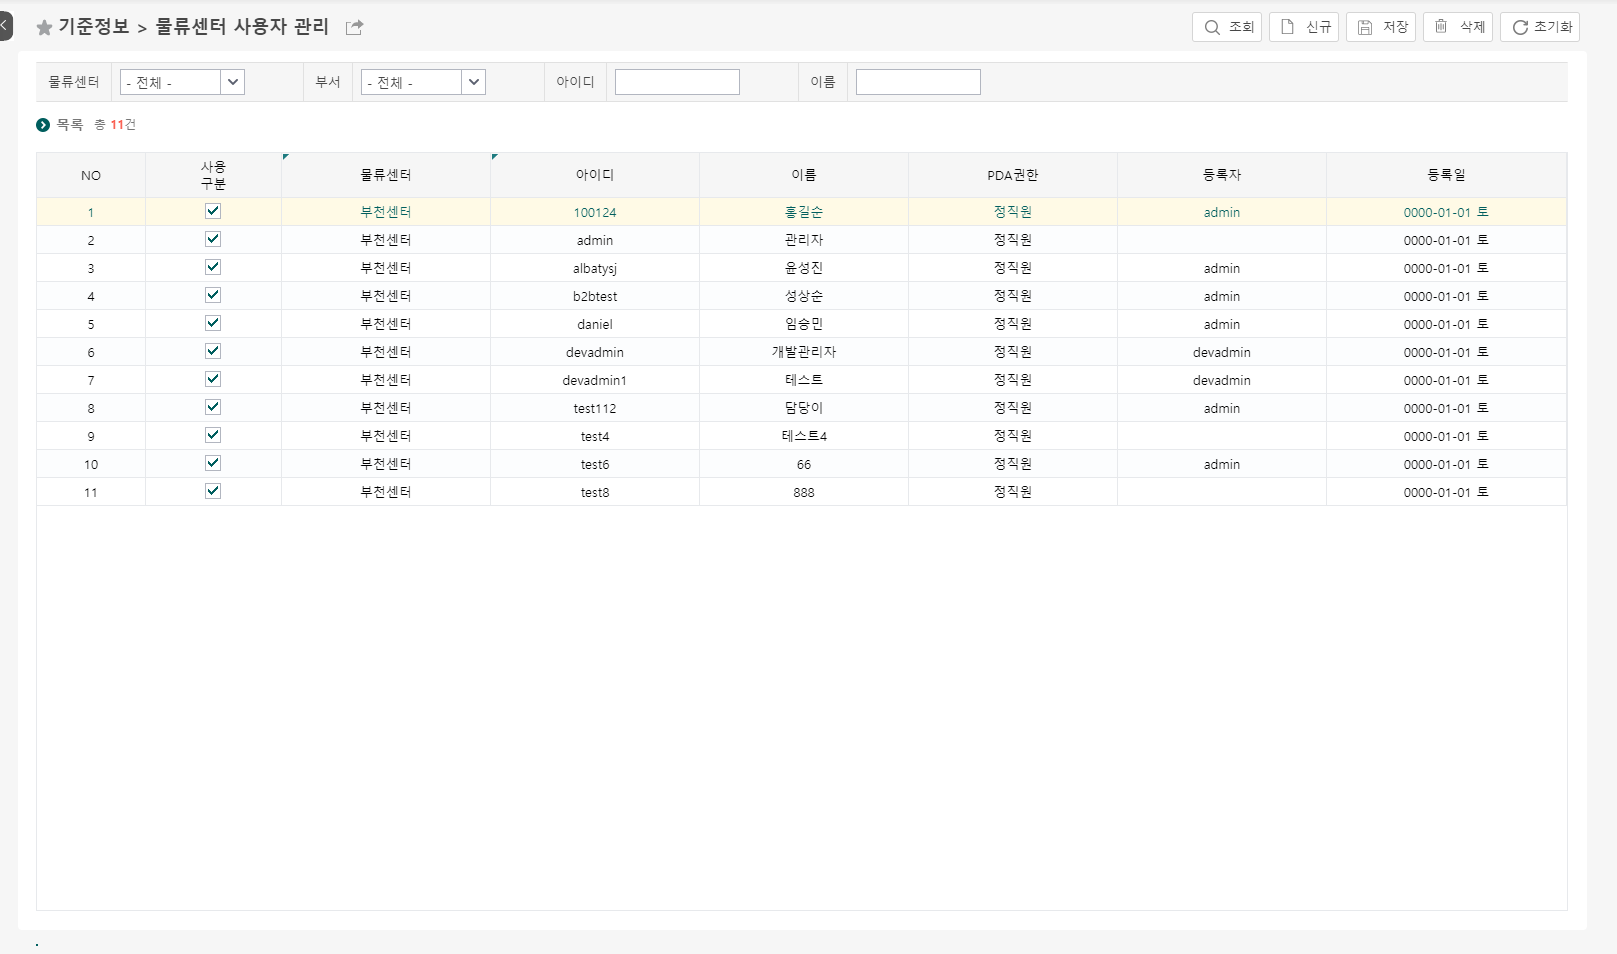 기준정보 > 물류센터 사용자 관리
조회 신규 저장 삭제 초기화
물류센터 - 전체 - 부서 - 전체 - 아이디 이름
목록 총 11건
NO 사용 구분 물류센터 아이디 이름 PDA권한 등록자 등록일
1 부천센터 100124 홍길순 정직원 admin 0000-01-01 토
2 부천센터 admin 관리자 정직원 0000-01-01 토
3 부천센터 albatysj 윤성진 정직원 admin 0000-01-01 토
4 부천센터 b2btest 성상순 정직원 admin 0000-01-01 토
5 부천센터 daniel 임승민 정직원 admin 0000-01-01 토
6 부천센터 devadmin 개발관리자 정직원 devadmin 0000-01-01 토
7 부천센터 devadmin1 테스트 정직원 devadmin 0000-01-01 토
8 부천센터 test112 담당이 정직원 admin 0000-01-01 토
9 부천센터 test4 테스트4 정직원 0000-01-01 토
10 부천센터 test6 66 정직원 admin 0000-01-01 토
11 부천센터 test8 888 정직원 0000-01-01 토